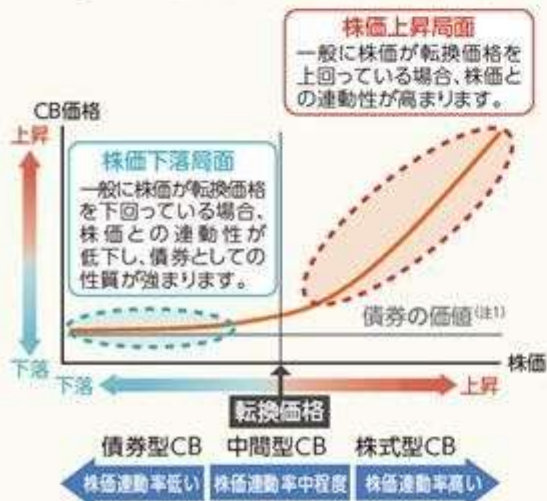 株価上昇局面
一般に株価が転換価格を
上回っている場合、株価と
の連動性が高まります。
CB価格
上昇
株価下落局面
一般に株価が転換価格
を下回っている場合、
株価との連動性が
低下し、債券としての
性質が強まります。
債券の価値(注1)
下落
株価
下落
上昇
転換価格
債券型CB
中間型CB
株式型CB
株価連動率低い
株価連動率中程度
株価連動率高い